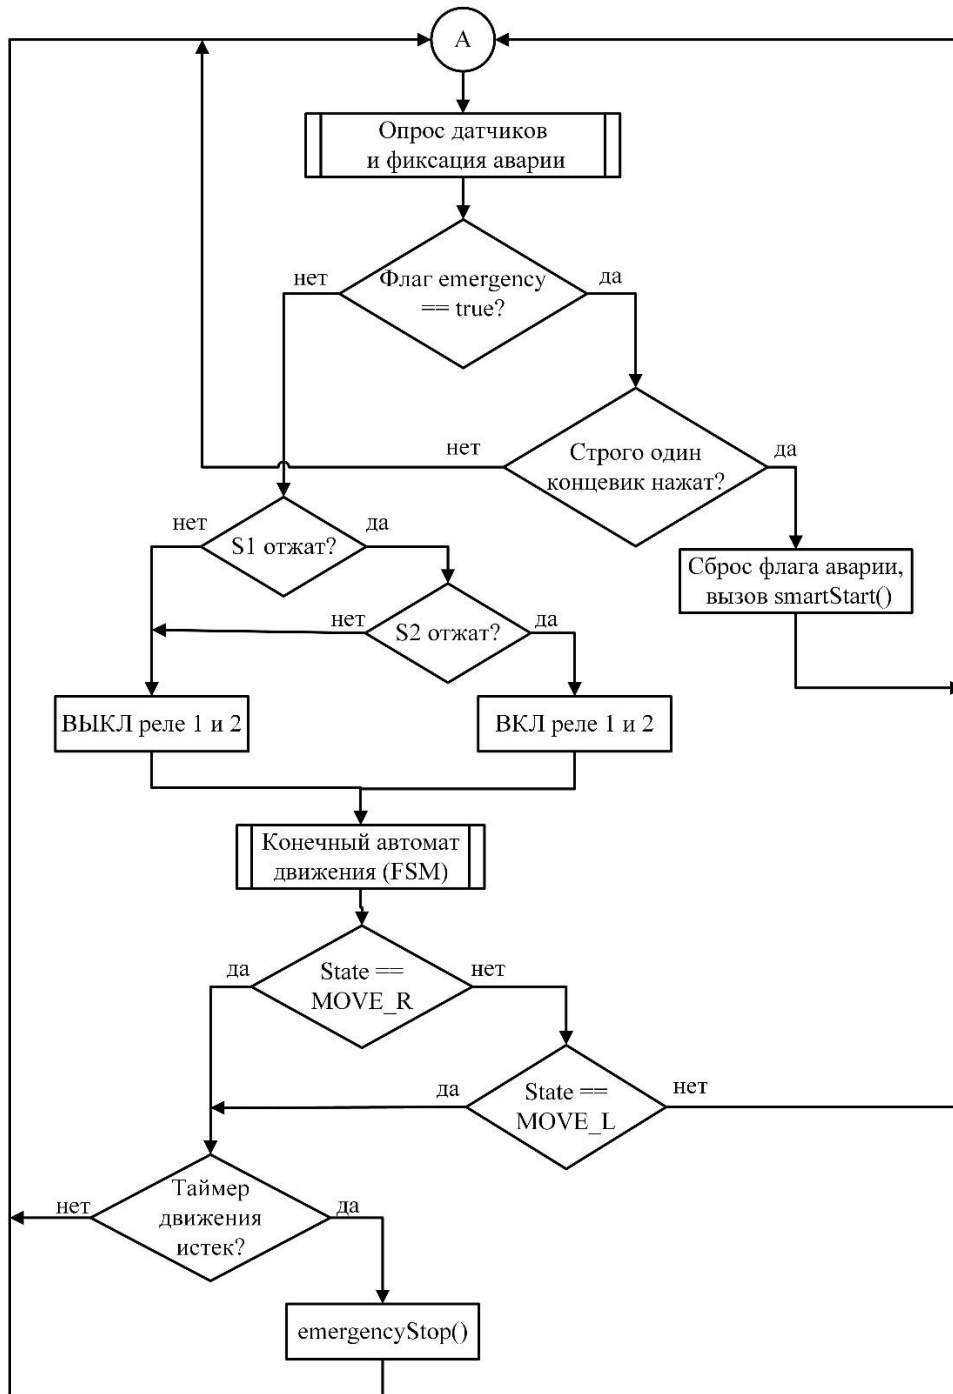 A
Опрос датчиков
и фиксация аварии
нет
Флаг emergency
== true?
да
нет
Строго один
концевик нажат?
да
нет
S1 отжат?
да
Сброс флага аварии,
вызов smartStart()
нет
S2 отжат?
да
ВЫКЛ реле 1 и 2
ВКЛ реле 1 и 2
Конечный автомат
движения (FSM)
да
State ==
MOVE_R
нет
да
State ==
MOVE_L
нет
нет
Таймер
движения
истек?
да
emergencyStop()